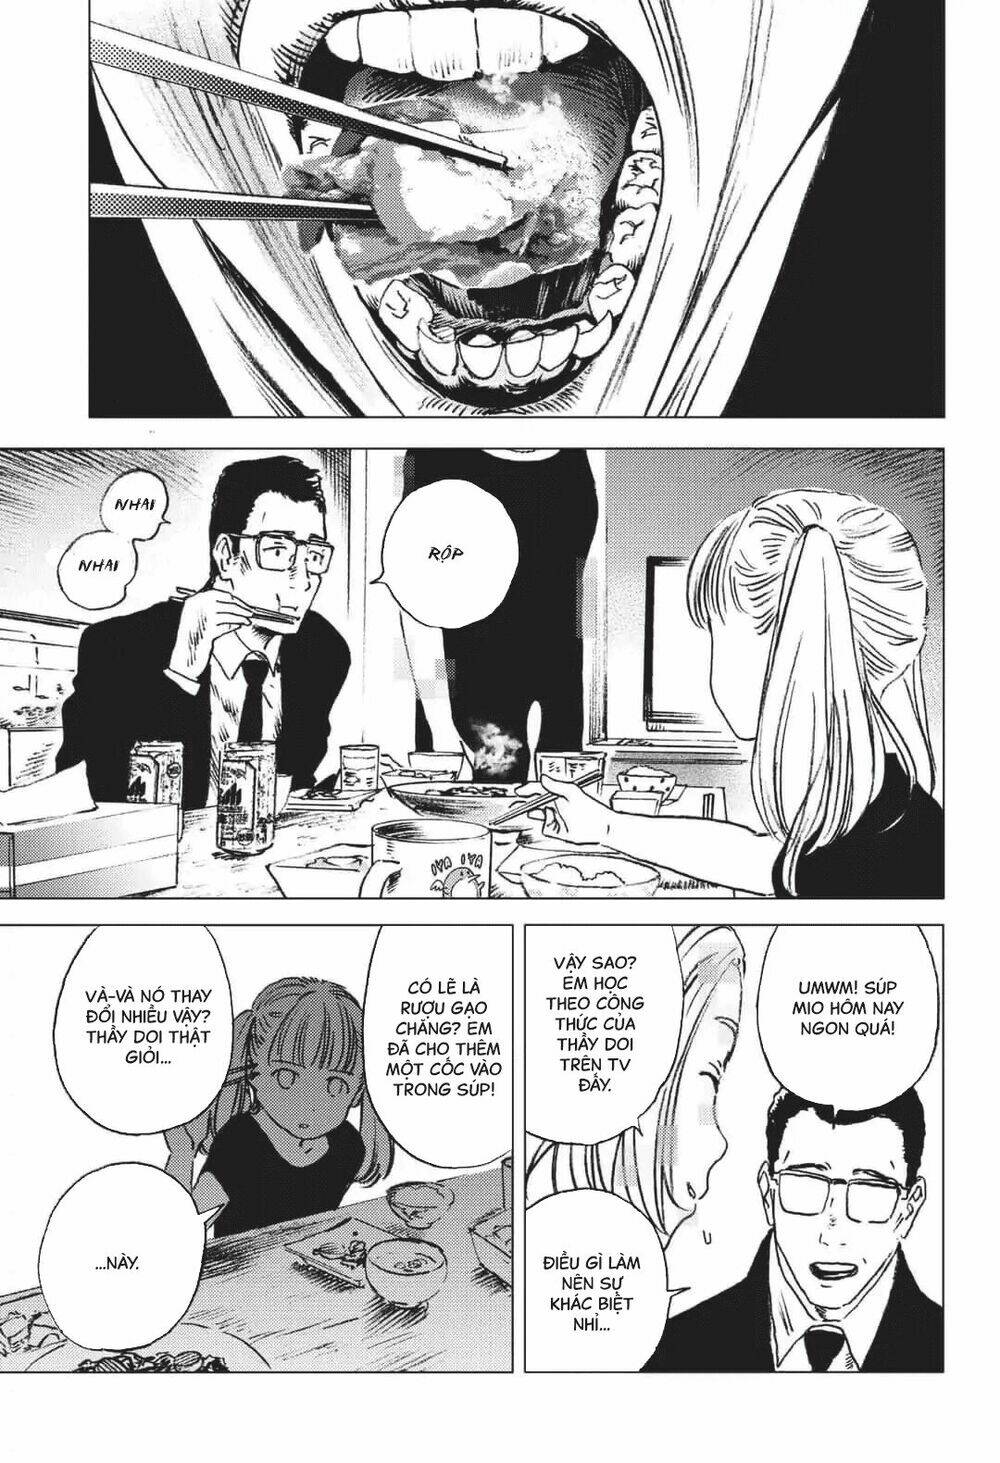 NHAI
NHAI
RỘP
IYA IYA
UMWM! SÚP
MIO HÔM NAY
NGON QUÁ!
VẬY SAO?
EM HỌC
THEO CÔNG
THỨC CỦA
THẦY DOI
TRÊN TV
ĐẤY.
ĐIỀU GÌ LÀM
NÊN SỰ
KHÁC BIỆT
NHỈ...
CÓ LẼ LÀ
RƯỢU GẠO
CHĂNG? EM
ĐÃ CHO THÊM
MỘT CỐC VÀO
TRONG SÚP!
VÀ-VÀ NÓ THAY
ĐỔI NHIỀU VẬY?
THẦY DOI THẬT
GIỎI...
...NÀY.